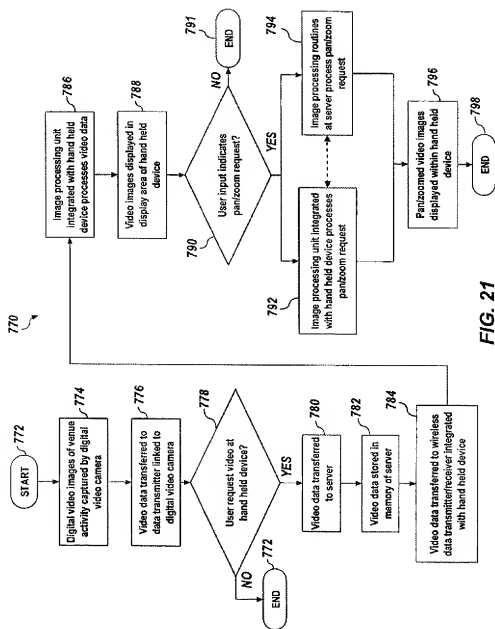 770
772
START
774
Digital video images of venue
activity captured by digital
video camera
776
Video data transferred to
data transmitter linked to
digital video camera
778
User request video at
hand held device?
NO
772
END
YES
780
Video data transferred
to server
782
Video data stored in
memory of server
784
Video data transferred to wireless
data transmitter/receiver integrated
with hand held device
786
Image processing unit
integrated with hand held
device processes video data
788
Video images displayed in
display area of hand held
device
790
User input indicates
pan/zoom request?
NO
791
END
YES
792
Image processing unit integrated
with hand held device processes
pan/zoom request
794
Image processing routines
at server process pan/zoom
request
796
Pan/zoomed video images
displayed within hand held
device
798
END
FIG. 21